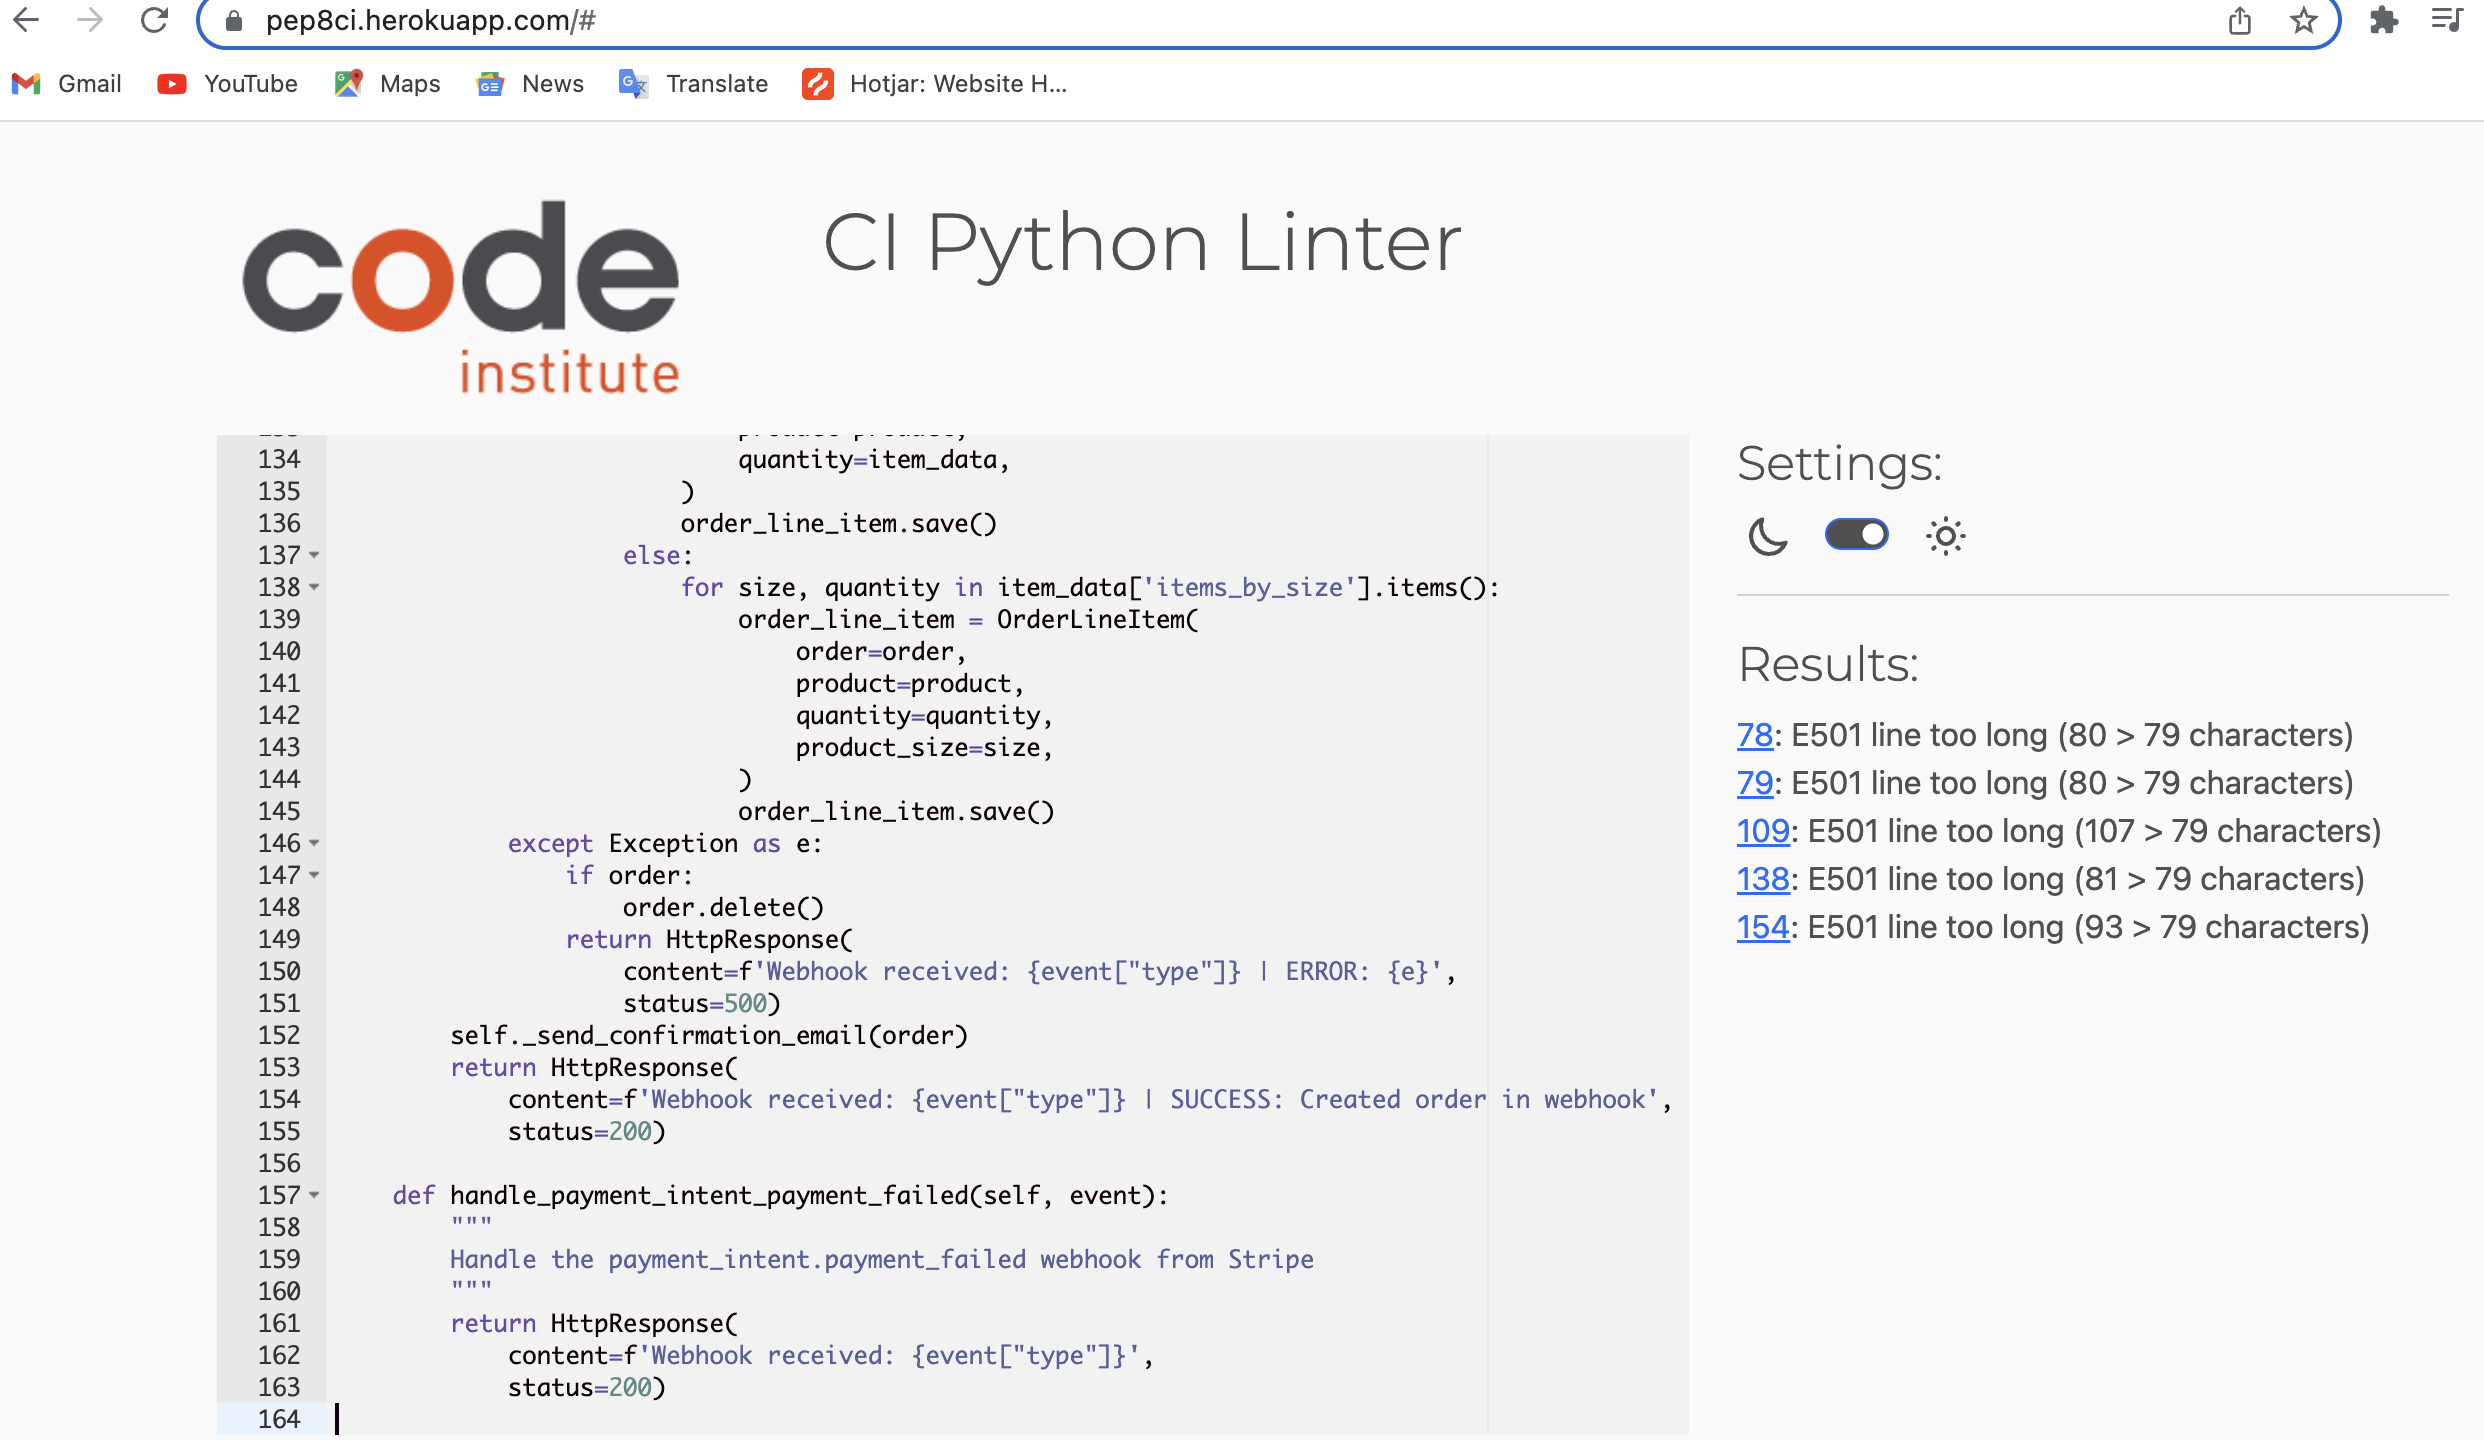 pep8ci.herokuapp.com/#
Gmail YouTube Maps News Translate Hotjar: Website H...
code
institute
CI Python Linter
134 quantity=item_data,
135 )
136 order_line_item.save()
137 else:
138 for size, quantity in item_data['items_by_size'].items():
139 order_line_item = OrderLineItem(
140 order=order,
141 product=product,
142 quantity=quantity,
143 product_size=size,
144 )
145 order_line_item.save()
146 except Exception as e:
147 if order:
148 order.delete()
149 return HttpResponse(
150 content=f'Webhook received: {event["type"]} | ERROR: {e}',
151 status=500)
152 self._send_confirmation_email(order)
153 return HttpResponse(
154 content=f'Webhook received: {event["type"]} | SUCCESS: Created order in webhook',
155 status=200)
156
157 def handle_payment_intent_payment_failed(self, event):
158 """
159 Handle the payment_intent.payment_failed webhook from Stripe
160 """
161 return HttpResponse(
162 content=f'Webhook received: {event["type"]}',
163 status=200)
164
Settings:
Results:
78: E501 line too long (80 > 79 characters)
79: E501 line too long (80 > 79 characters)
109: E501 line too long (107 > 79 characters)
138: E501 line too long (81 > 79 characters)
154: E501 line too long (93 > 79 characters)